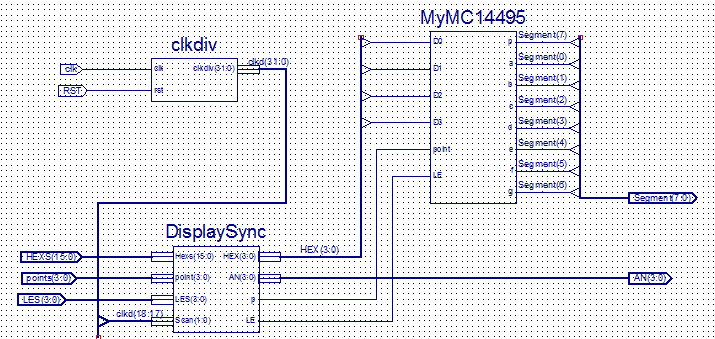 MyMC14495
clkdiv
clk
RST
clk
rst
clkdiv(31:0)
clkd(31:0)
D0
D1
D2
D3
point
LE
p
a
b
c
d
e
f
g
Segment(7)
Segment(0)
Segment(1)
Segment(2)
Segment(3)
Segment(4)
Segment(5)
Segment(6)
Segment(7:0)
DisplaySync
HEXS(15:0)
points(3:0)
LES(3:0)
clkd(18:17)
Hexs(15:0)
point(3:0)
LES(3:0)
Scan(1:0)
HEX(3:0)
AN(3:0)
p
LE
HEX(3:0)
AN(3:0)